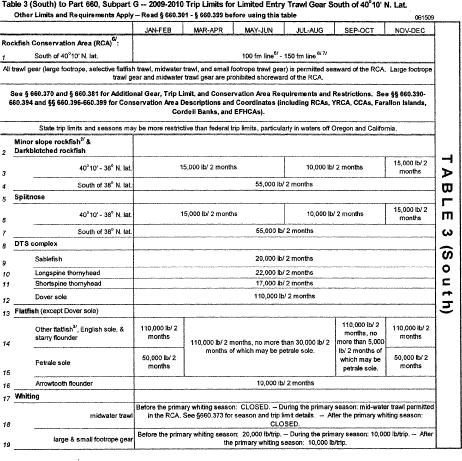 Table 3 (South) to Part 660, Subpart G -- 2009-2010 Trip Limits for Limited Entry Trawl Gear South of 40°10' N. Lat.
Other Limits and Requirements Apply -- Read § 660.301 - § 660.399 before using this table
061509
JAN-FEB MAR-APR MAY-JUN JUL-AUG SEP-OCT NOV-DEC
Rockfish Conservation Area (RCA)6/:
1 South of 40°10' N. lat. 100 fm line6/ - 150 fm line6/ 7/
All trawl gear (large footrope, selective flatfish trawl, midwater trawl, and small footrope trawl gear) is permitted seaward of the RCA. Large footrope
trawl and midwater trawl gear are prohibited shoreward of the RCA.
See § 660.370 and § 660.381 for Additional Gear, Trip Limit, and Conservation Area Requirements and Restrictions. See §§ 660.390-
660.394 and §§ 660.396-660.399 for Conservation Area Descriptions and Coordinates (including RCAs, YRCA, CCAs, Farallon Islands,
Cordell Banks, and EFHCAs).
State trip limits and seasons may be more restrictive than federal trip limits, particularly in waters off Oregon and California.
2 Minor slope rockfish2/ &
Darkblotched rockfish
3 40°10' - 38° N. lat. 15,000 lb/ 2 months 10,000 lb/ 2 months 15,000 lb/ 2
months
4 South of 38° N. lat. 55,000 lb/ 2 months
5 Splitnose
6 40°10' - 38° N. lat. 15,000 lb/ 2 months 10,000 lb/ 2 months 15,000 lb/ 2
months
7 South of 38° N. lat. 55,000 lb/ 2 months
8 DTS complex
9 Sablefish 20,000 lb/ 2 months
10 Longspine thornyhead 22,000 lb/ 2 months
11 Shortspine thornyhead 17,000 lb/ 2 months
12 Dover sole 110,000 lb/ 2 months
13 Flatfish (except Dover sole)
14 Other flatfish3/, English sole, &
starry flounder
110,000 lb/ 2
months
110,000 lb/ 2 months, no more than 30,000 lb/ 2
months of which may be petrale sole.
110,000 lb/ 2
months, no
more than 5,000
lb/ 2 months of
which may be
petrale sole.
110,000 lb/ 2
months
15 Petrale sole 50,000 lb/ 2
months
50,000 lb/ 2
months
16 Arrowtooth flounder 10,000 lb/ 2 months
17 Whiting
18 midwater trawl
Before the primary whiting season: CLOSED. -- During the primary season: mid-water trawl permitted
in the RCA. See §660.373 for season and trip limit details. -- After the primary whiting season:
CLOSED.
19 large & small footrope gear
Before the primary whiting season: 20,000 lb/trip. -- During the primary season: 10,000 lb/trip. -- After
the primary whiting season: 10,000 lb/trip.
TABLE 3 (South)